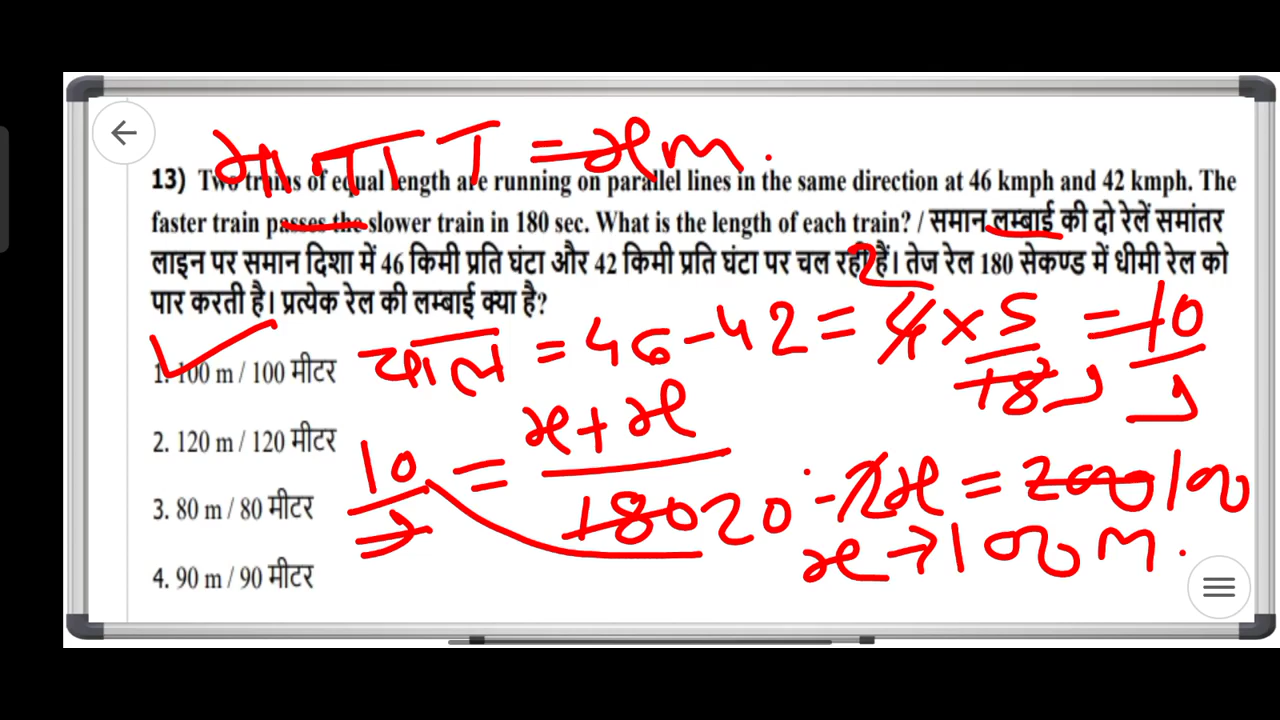 माना = x m.
13) Two trains of equal length are running on parallel lines in the same direction at 46 kmph and 42 kmph. The
faster train passes the slower train in 180 sec. What is the length of each train? / समान लम्बाई की दो रेलें समांतर
लाइन पर समान दिशा में 46 किमी प्रति घंटा और 42 किमी प्रति घंटा पर चल रही हैं। तेज रेल 180 सेकण्ड में धीमी रेल को
पार करती है। प्रत्येक रेल की लम्बाई क्या है?
चाल = 46 - 42 = 4 2 × 5/18 9 = 10/9
1. 100 m / 100 मीटर
10/9 = x + x/180 20
2. 120 m / 120 मीटर
2x = 200 100
3. 80 m / 80 मीटर
x → 100 m.
4. 90 m / 90 मीटर